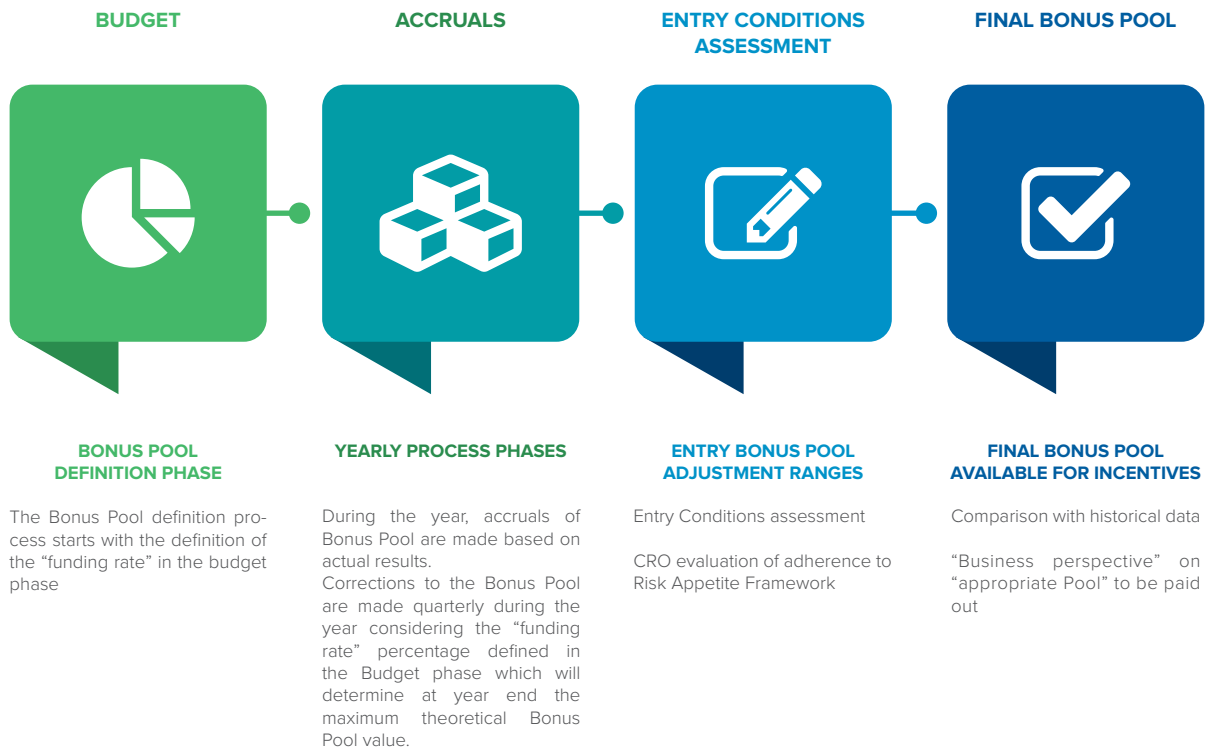 BUDGET
ACCRUALS
ENTRY CONDITIONS
ASSESSMENT
FINAL BONUS POOL
BONUS POOL
DEFINITION PHASE
The Bonus Pool definition pro-
cess starts with the definition of
the “funding rate” in the budget
phase
YEARLY PROCESS PHASES
During the year, accruals of
Bonus Pool are made based on
actual results.
Corrections to the Bonus Pool
are made quarterly during the
year considering the “funding
rate” percentage defined in
the Budget phase which will
determine at year end the
maximum theoretical Bonus
Pool value.
ENTRY BONUS POOL
ADJUSTMENT RANGES
Entry Conditions assessment
CRO evaluation of adherence to
Risk Appetite Framework
FINAL BONUS POOL
AVAILABLE FOR INCENTIVES
Comparison with historical data
“Business perspective” on
“appropriate Pool” to be paid
out